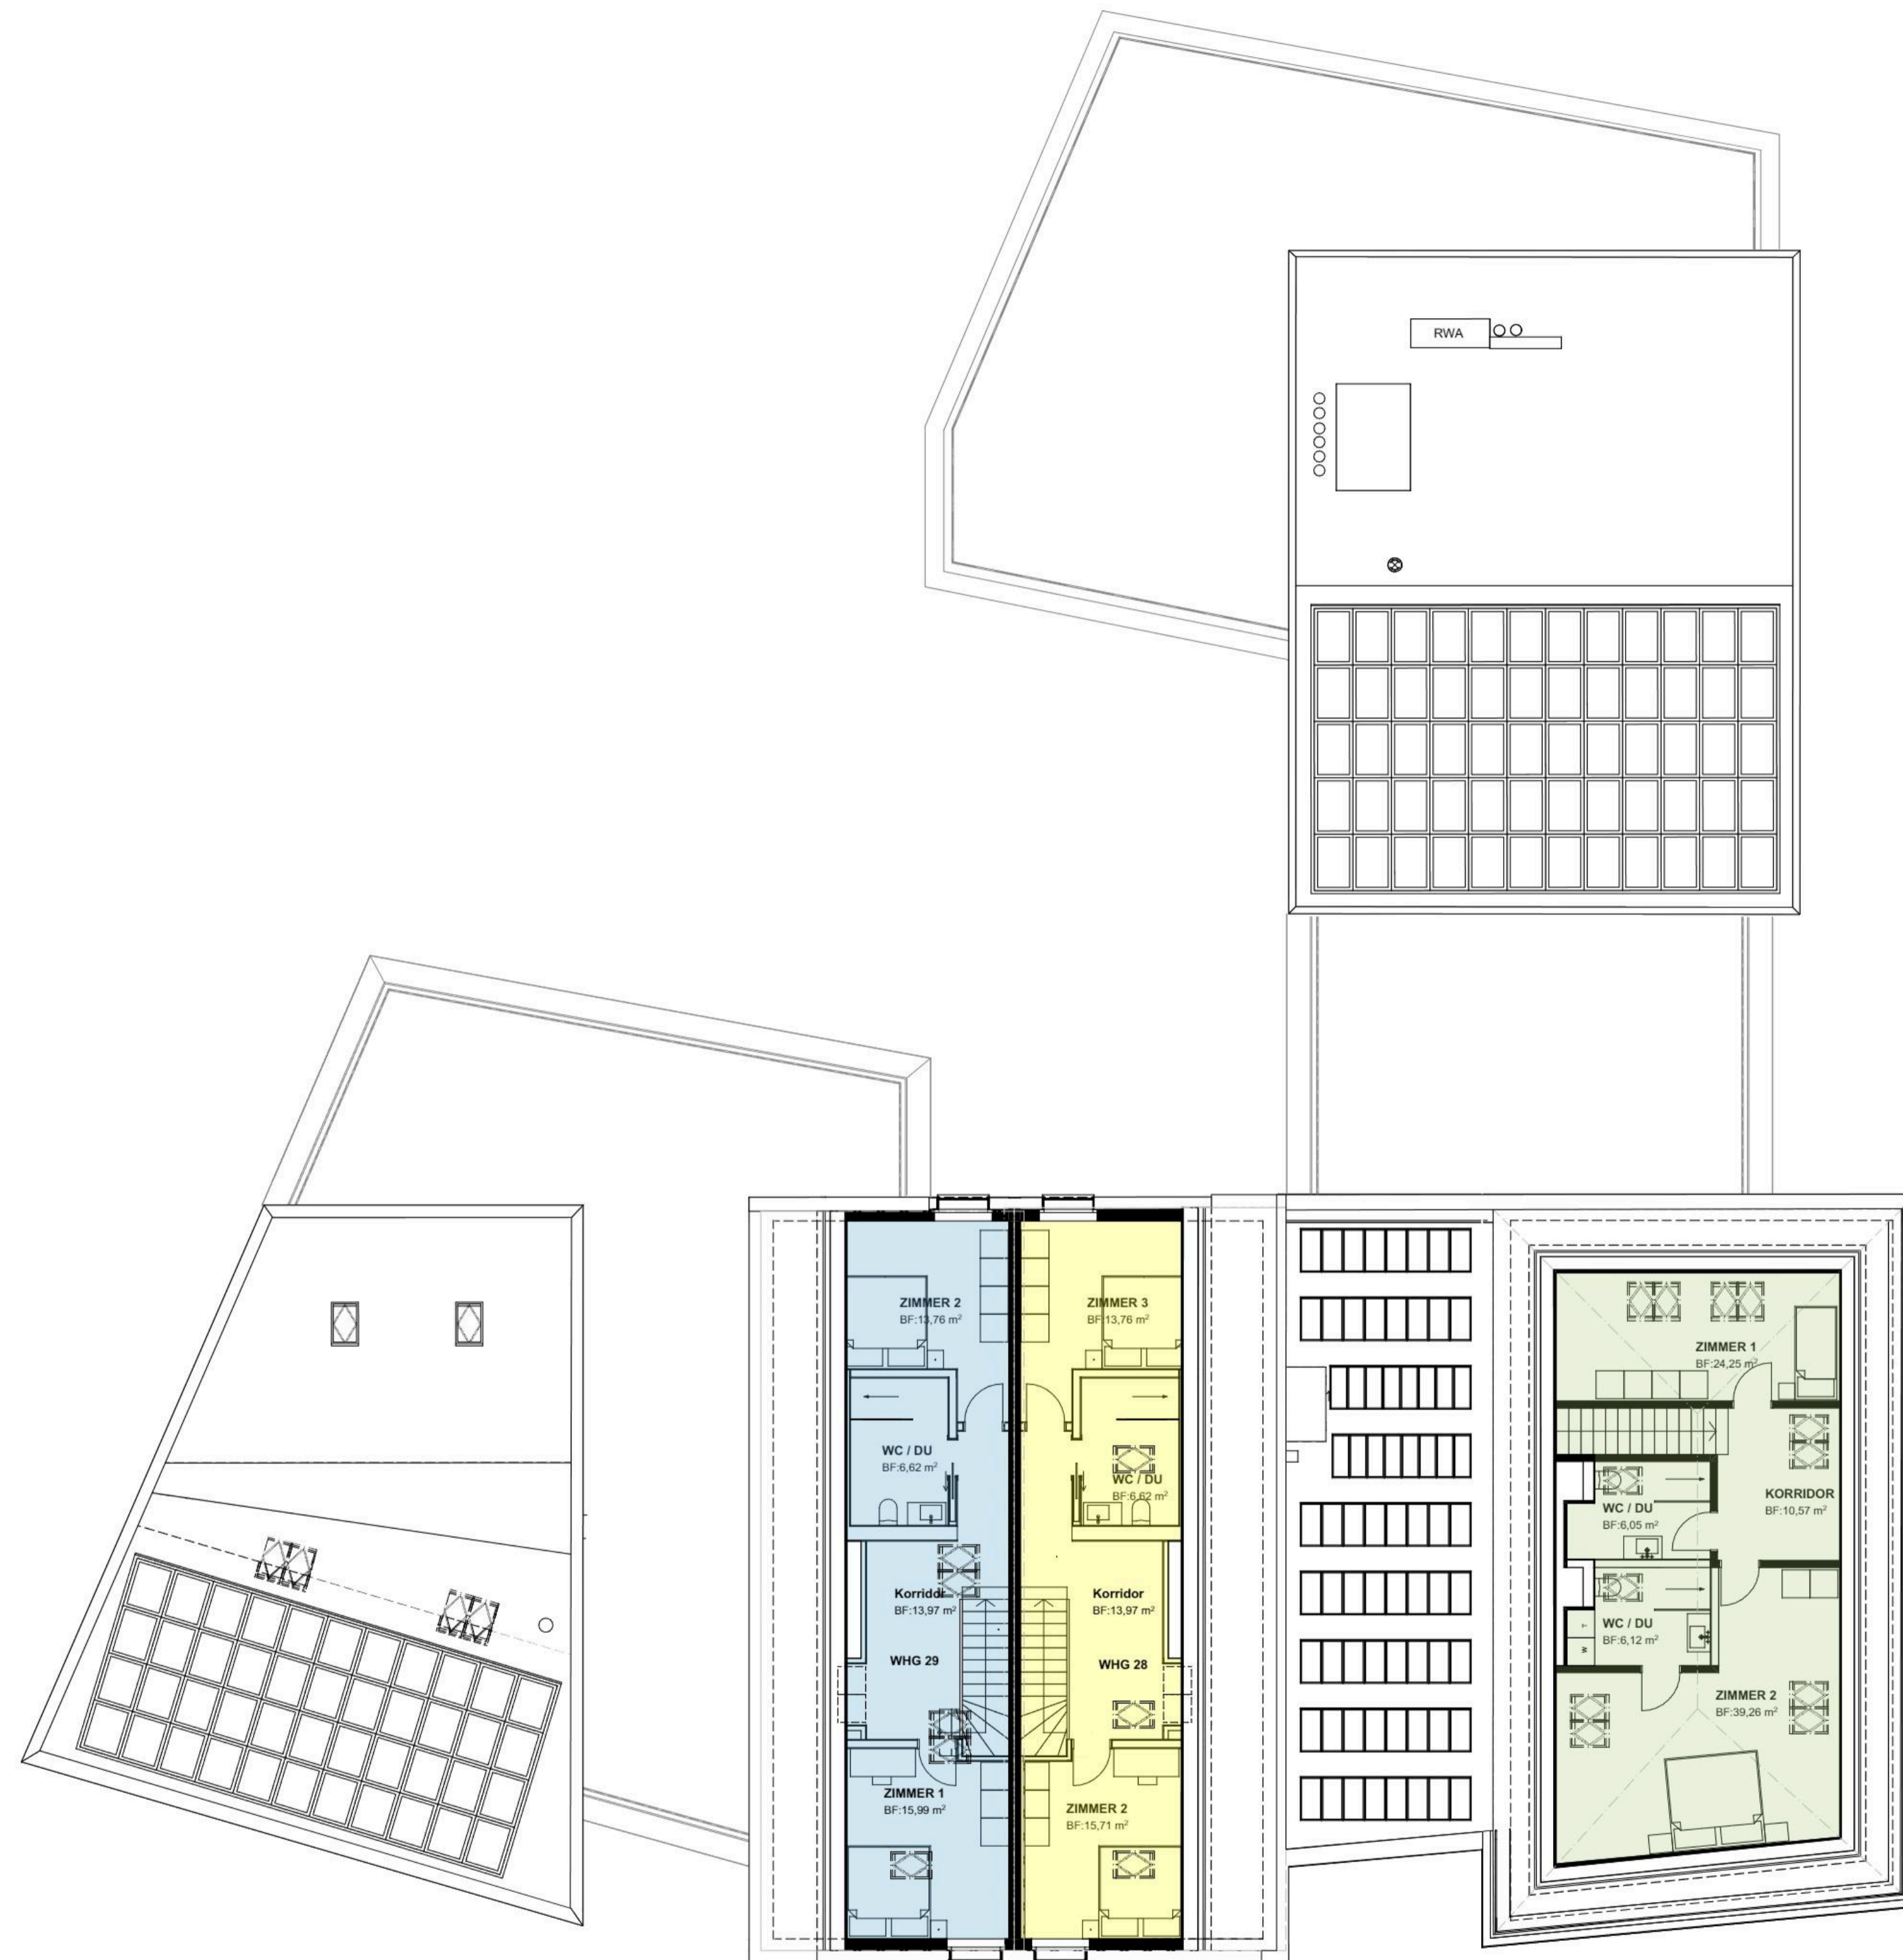 RWA
ZIMMER 2
BF:13,76 m²
ZIMMER 3
BF:13,76 m²
WC / DU
BF:6,62 m²
WC / DU
BF:6,62 m²
Korridor
BF:13,97 m²
Korridor
BF:13,97 m²
WHG 29
WHG 28
ZIMMER 1
BF:15,99 m²
ZIMMER 2
BF:15,71 m²
ZIMMER 1
BF:24,25 m²
KORRIDOR
BF:10,57 m²
WC / DU
BF:6,05 m²
WC / DU
BF:6,12 m²
T
W
ZIMMER 2
BF:39,26 m²